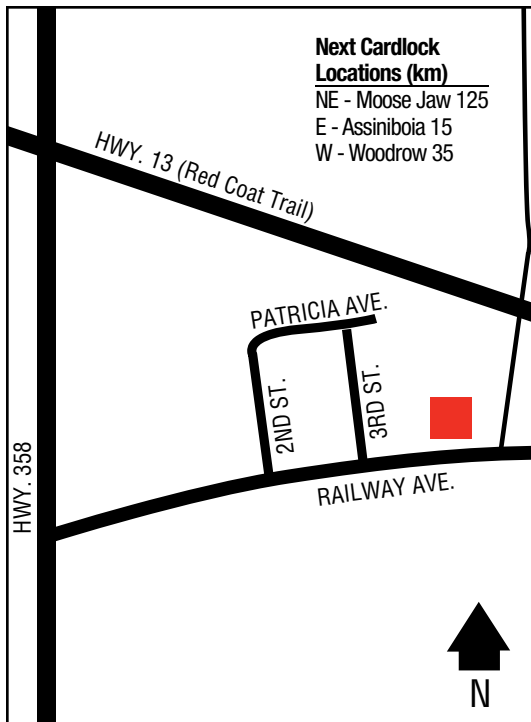 Next Cardlock
Locations (km)
NE - Moose Jaw 125
E - Assiniboia 15
W - Woodrow 35
HWY. 13 (Red Coat Trail)
PATRICIA AVE.
2ND ST.
3RD ST.
RAILWAY AVE.
HWY. 358
N